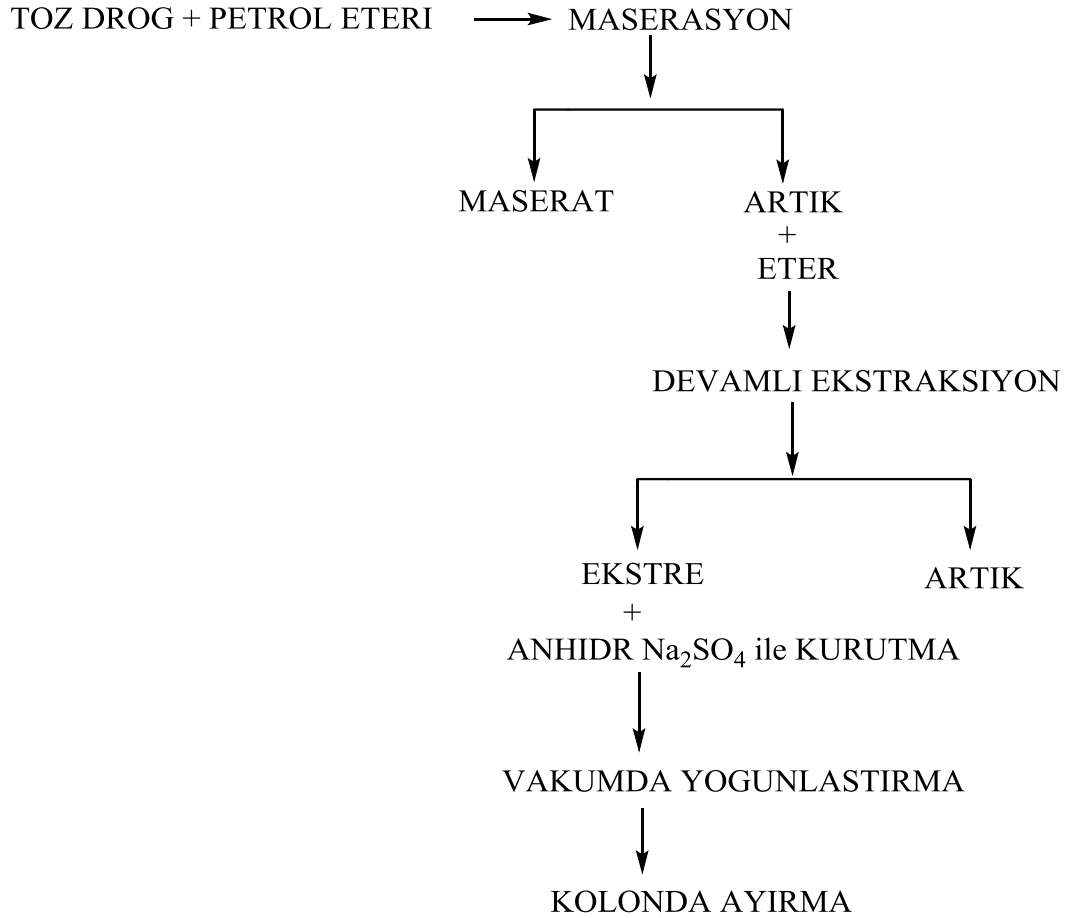 TOZ DROG + PETROL ETERI
MASERASYON
MASERAT
ARTIK
+
ETER
DEVAMLI EKSTRAKSIYON
EKSTRE
ARTIK
+
ANHIDR Na₂SO₄ ile KURUTMA
VAKUMDA YOGUNLASTIRMA
KOLONDA AYIRMA